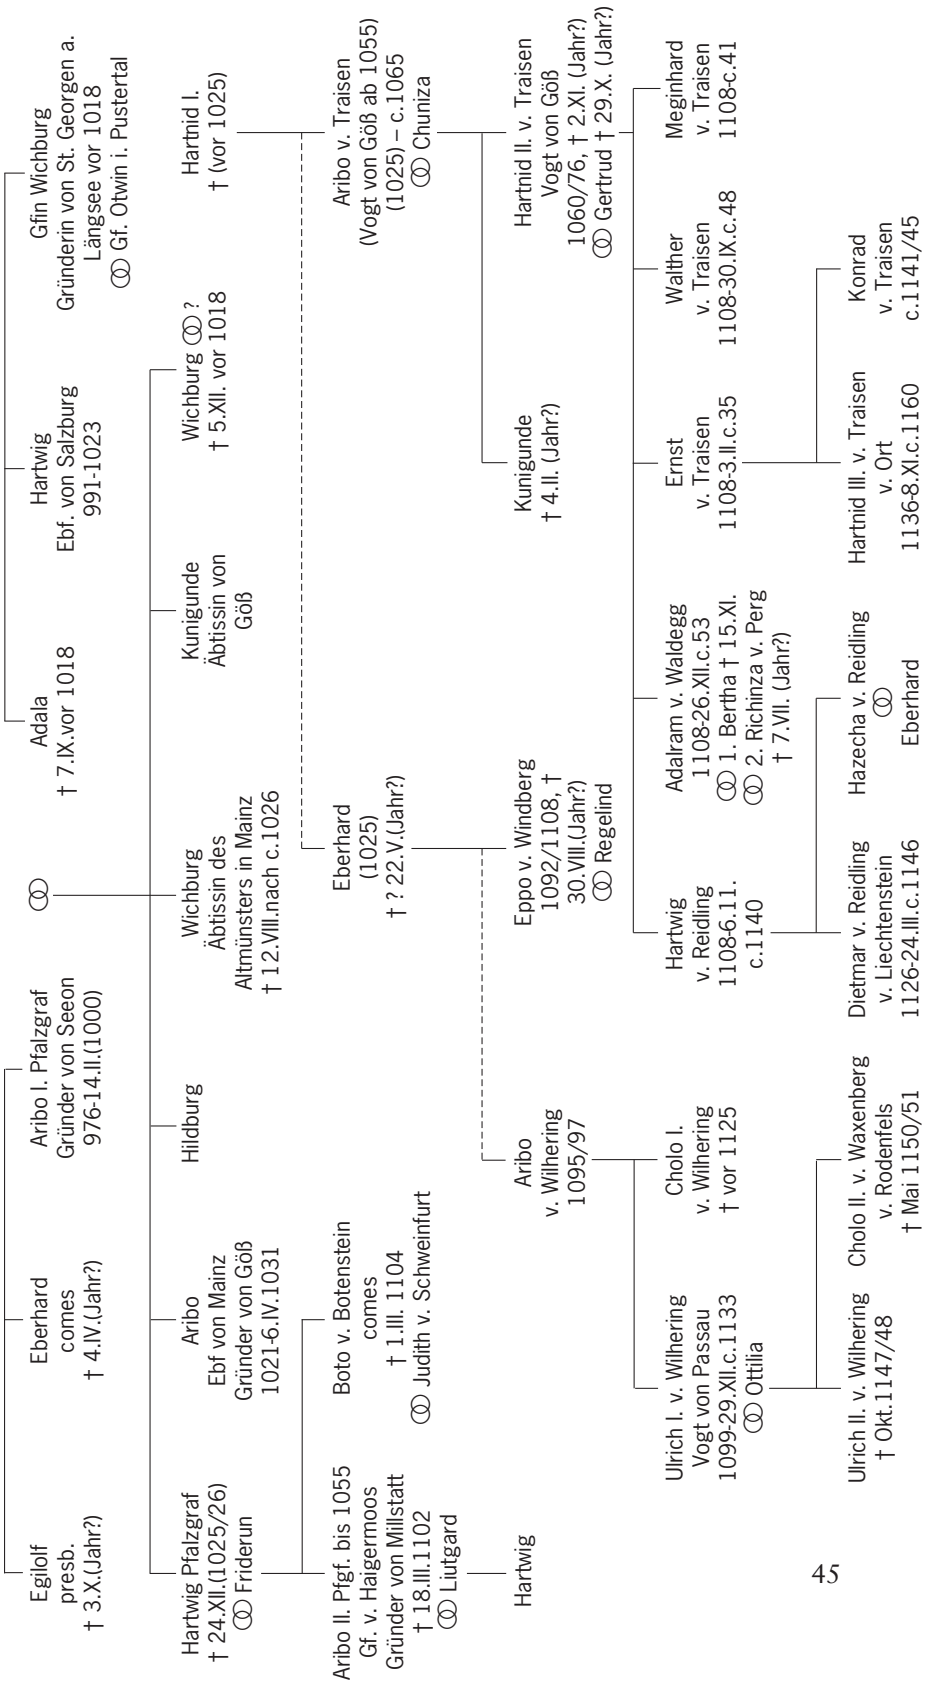 Egilolf
presb.
† 3.X.(Jahr?)
Eberhard
comes
† 4.IV.(Jahr?)
Aribo I. Pfalzgraf
Gründer von Seeon
976-14.II.(1000)
Adala
† 7.IX.vor 1018
Hartwig
Ebf. von Salzburg
991-1023
Gfin Wichburg
Gründerin von St. Georgen a.
Längsee vor 1018
Gf. Otwin i. Pustertal
Hartwig Pfalzgraf
† 24.XII.(1025/26)
Friderun
Aribo
Ebf von Mainz
Gründer von Göß
1021-6.IV.1031
Hildburg
Wichburg
Äbtissin des
Altmünsters in Mainz
† 12.VIII.nach c.1026
Kunigunde
Äbtissin von
Göß
Wichburg ?
† 5.XII. vor 1018
Hartnid I.
† (vor 1025)
Aribo II. Pfgf. bis 1055
Gf. v. Haigermoos
Gründer von Millstatt
† 18.III.1102
Liutgard
Boto v. Botenstein
comes
† 1.III. 1104
Judith v. Schweinfurt
Eberhard
(1025)
† ? 22.V.(Jahr?)
Aribo v. Traisen
(Vogt von Göß ab 1055)
(1025) – c.1065
Chuniza
Hartwig
Aribo
v. Wilhering
1095/97
Eppo v. Windberg
1092/1108, †
30.VIII.(Jahr?)
Regelind
Kunigunde
† 4.II. (Jahr?)
Hartnid II. v. Traisen
Vogt von Göß
1060/76, † 2.XI. (Jahr?)
Gertrud † 29.X. (Jahr?)
Ulrich I. v. Wilhering
Vogt von Passau
1099-29.XII.c.1133
Ottilia
Cholo I.
v. Wilhering
† vor 1125
Hartwig
v. Reidling
1108-6.11.
c.1140
Adalram v. Waldegg
1108-26.XII.c.53
1. Bertha † 15.XI.
2. Richinza v. Perg
† 7.VII. (Jahr?)
Ernst
v. Traisen
1108-3.II.c.35
Walther
v. Traisen
1108-30.IX.c.48
Meginhard
v. Traisen
1108-c.41
Ulrich II. v. Wilhering
† Okt.1147/48
Cholo II. v. Waxenberg
v. Rodenfels
† Mai 1150/51
Dietmar v. Reidling
v. Liechtenstein
1126-24.III.c.1146
Hazecha v. Reidling
Eberhard
Hartnid III. v. Traisen
v. Ort
1136-8.XI.c.1160
Konrad
v. Traisen
c.1141/45
45